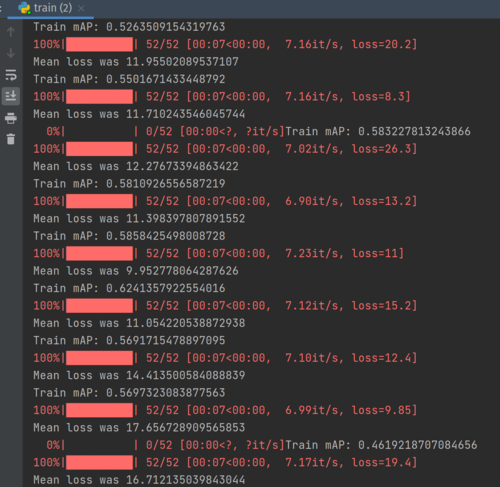 train (2) ×
Train mAP: 0.5263509154319763
100%|██████████| 52/52 [00:07<00:00,  7.16it/s, loss=20.2]
Mean loss was 11.95502089537107
Train mAP: 0.5501671433448792
100%|██████████| 52/52 [00:07<00:00,  7.16it/s, loss=8.3]
Mean loss was 11.710243546045744
  0%|          | 0/52 [00:00<?, ?it/s]Train mAP: 0.583227813243866
100%|██████████| 52/52 [00:07<00:00,  7.02it/s, loss=26.3]
Mean loss was 12.27673394863422
Train mAP: 0.5810926556587219
100%|██████████| 52/52 [00:07<00:00,  6.90it/s, loss=13.2]
Mean loss was 11.398397807891552
Train mAP: 0.5858425498008728
100%|██████████| 52/52 [00:07<00:00,  7.23it/s, loss=11]
Mean loss was 9.952778064287626
Train mAP: 0.6241357922554016
100%|██████████| 52/52 [00:07<00:00,  7.12it/s, loss=15.2]
Mean loss was 11.054220538872938
Train mAP: 0.5691715478897095
100%|██████████| 52/52 [00:07<00:00,  7.10it/s, loss=12.4]
Mean loss was 14.413500584088839
Train mAP: 0.5697323083877563
100%|██████████| 52/52 [00:07<00:00,  6.99it/s, loss=9.85]
Mean loss was 17.656728909565853
  0%|          | 0/52 [00:00<?, ?it/s]Train mAP: 0.4619218707084656
100%|██████████| 52/52 [00:07<00:00,  7.17it/s, loss=19.4]
Mean loss was 16.712135039843044